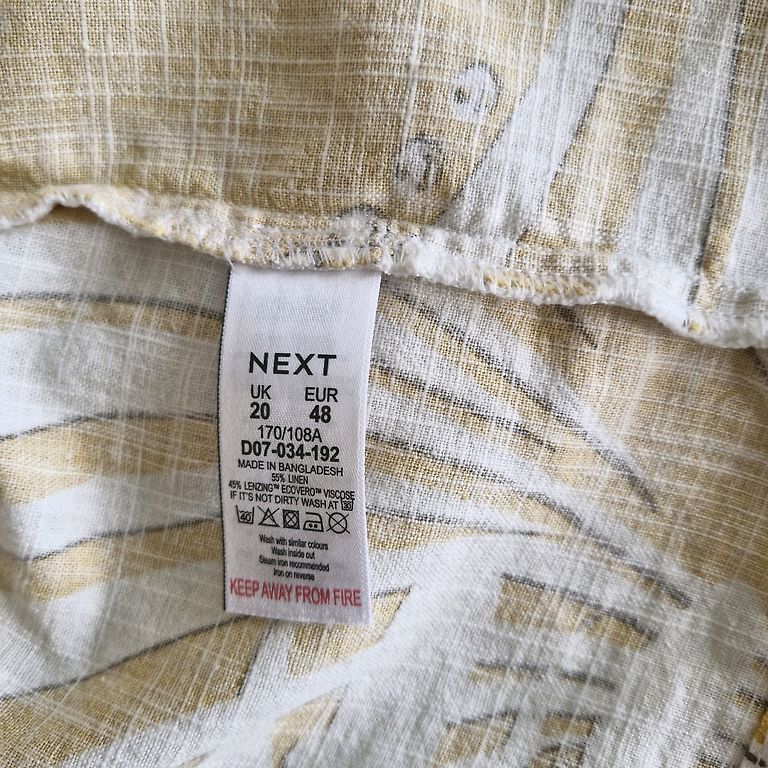 NEXT
UK EUR
20 48
170/108A
D07-034-192
MADE IN BANGLADESH
55% LINEN
45% LENZING™ ECOVERO™ VISCOSE
IF IT'S NOT DIRTY WASH AT 30
40
Wash with similar colours
Wash inside out
Steam iron recommended
Iron on reverse
KEEP AWAY FROM FIRE